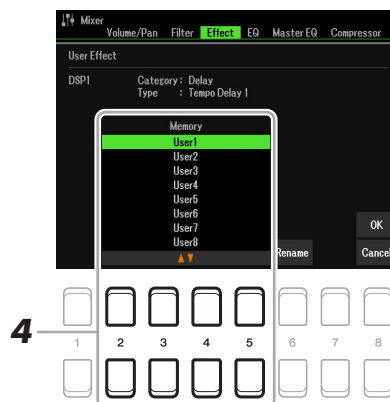 Mixer
Volume/Pan Filter Effect EQ Master EQ Compressor
User Effect
DSP1 Category : Delay
Type : Tempo Delay 1
Memory
User1
User2
User3
User4
User5
User6
User7
User8
OK
Rename Cancel
4
1 2 3 4 5 6 7 8